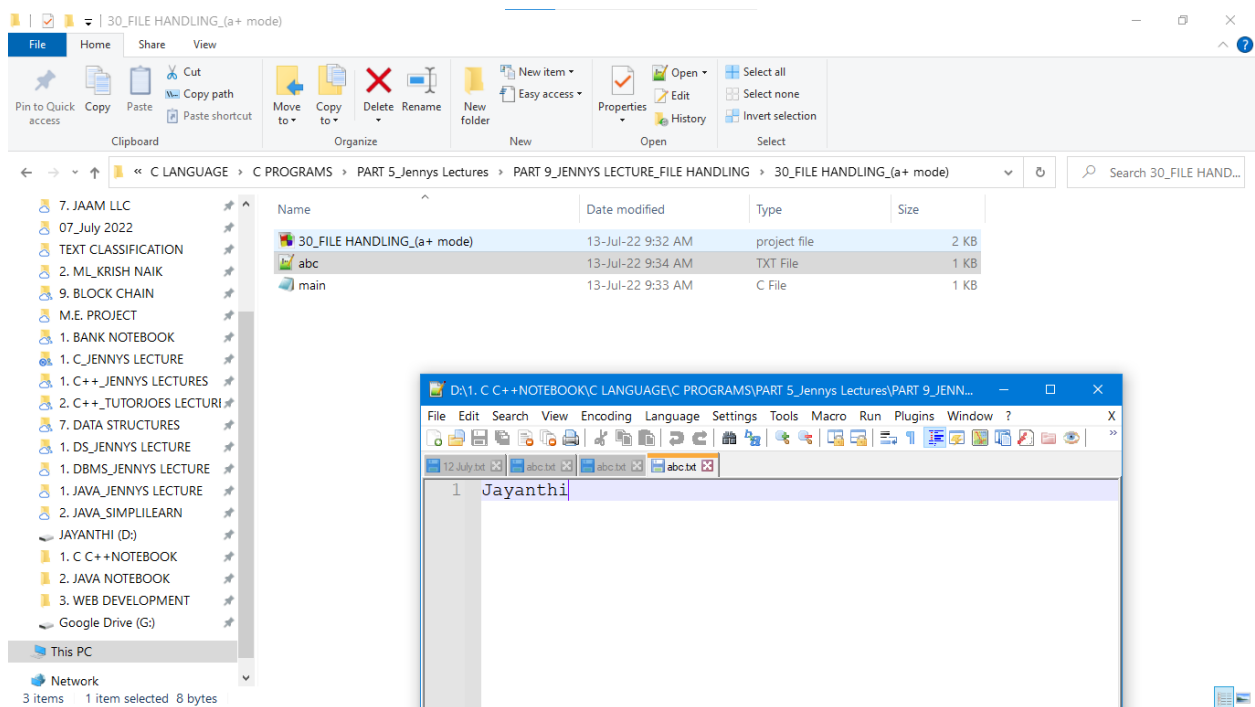 30_FILE HANDLING_(a+ mode)
File Home Share View
Pin to Quick access
Copy
Paste
Cut
Copy path
Paste shortcut
Clipboard
Move to
Copy to
Delete
Rename
Organize
New folder
New item
Easy access
New
Properties
Open
Edit
History
Open
Select all
Select none
Invert selection
Select
« C LANGUAGE › C PROGRAMS › PART 5_Jennys Lectures › PART 9_JENNYS LECTURE_FILE HANDLING › 30_FILE HANDLING_(a+ mode)
Search 30_FILE HAND...
7. JAAM LLC
07_July 2022
TEXT CLASSIFICATION
2. ML_KRISH NAIK
9. BLOCK CHAIN
M.E. PROJECT
1. BANK NOTEBOOK
1. C_JENNYS LECTURE
1. C++_JENNYS LECTURES
2. C++_TUTORJOES LECTURI
7. DATA STRUCTURES
1. DS_JENNYS LECTURE
1. DBMS_JENNYS LECTURE
1. JAVA_JENNYS LECTURE
2. JAVA_SIMPLILEARN
JAYANTHI (D:)
1. C C++NOTEBOOK
2. JAVA NOTEBOOK
3. WEB DEVELOPMENT
Google Drive (G:)
This PC
Network
Name Date modified Type Size
30_FILE HANDLING_(a+ mode) 13-Jul-22 9:32 AM project file 2 KB
abc 13-Jul-22 9:34 AM TXT File 1 KB
main 13-Jul-22 9:33 AM C File 1 KB
D:\1. C C++NOTEBOOK\C LANGUAGE\C PROGRAMS\PART 5_Jennys Lectures\PART 9_JENN...
File Edit Search View Encoding Language Settings Tools Macro Run Plugins Window ? X
12 July.txt abc.txt abc.txt abc.txt
1 Jayanthi
3 items 1 item selected 8 bytes